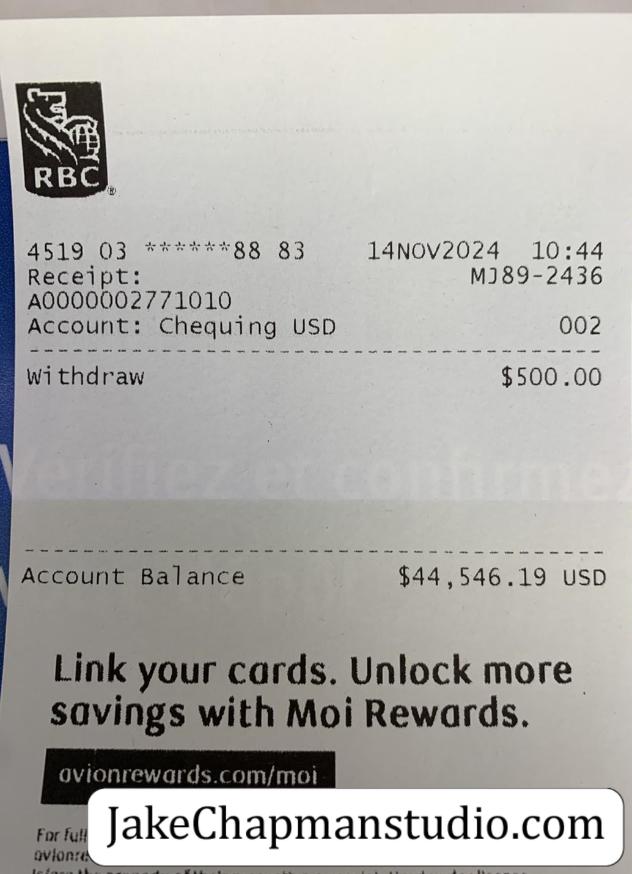 RBC®
4519 03 ******88 83 14NOV2024 10:44
Receipt: MJ89-2436
A0000002771010
Account: Chequing USD 002
Withdraw $500.00
Vérifiez et confirmez
Account Balance $44,546.19 USD
Link your cards. Unlock more
savings with Moi Rewards.
avionrewards.com/moi
For full
avionre
JakeChapmanstudio.com